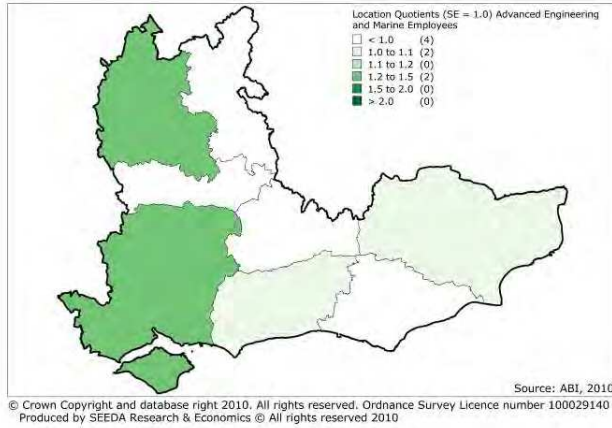 Location Quotients (SE = 1.0) Advanced Engineering
and Marine Employees
< 1.0 (4)
1.0 to 1.1 (2)
1.1 to 1.2 (0)
1.2 to 1.5 (2)
1.5 to 2.0 (0)
> 2.0 (0)
Source: ABI, 2010
© Crown Copyright and database right 2010. All rights reserved. Ordnance Survey Licence number 100029140
Produced by SEEDA Research & Economics © All rights reserved 2010